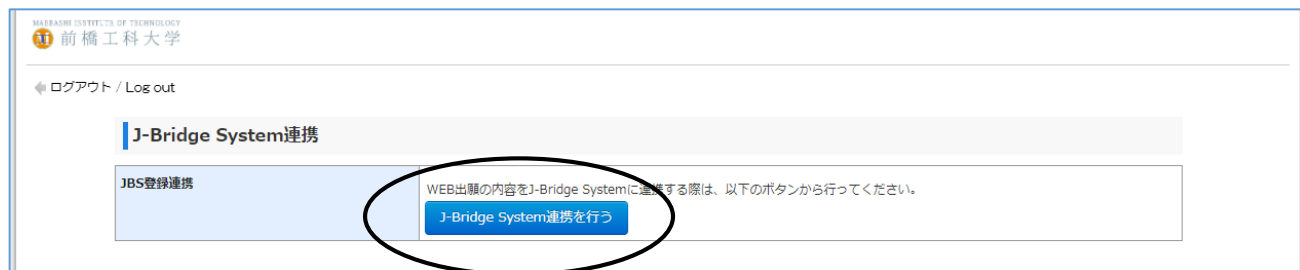 MAEBASHI INSTITUTE OF TECHNOLOGY
前橋工科大学
ログアウト / Log out
J-Bridge System連携
JBS登録連携
WEB出願の内容をJ-Bridge Systemに連携する際は、以下のボタンから行ってください。
J-Bridge System連携を行う